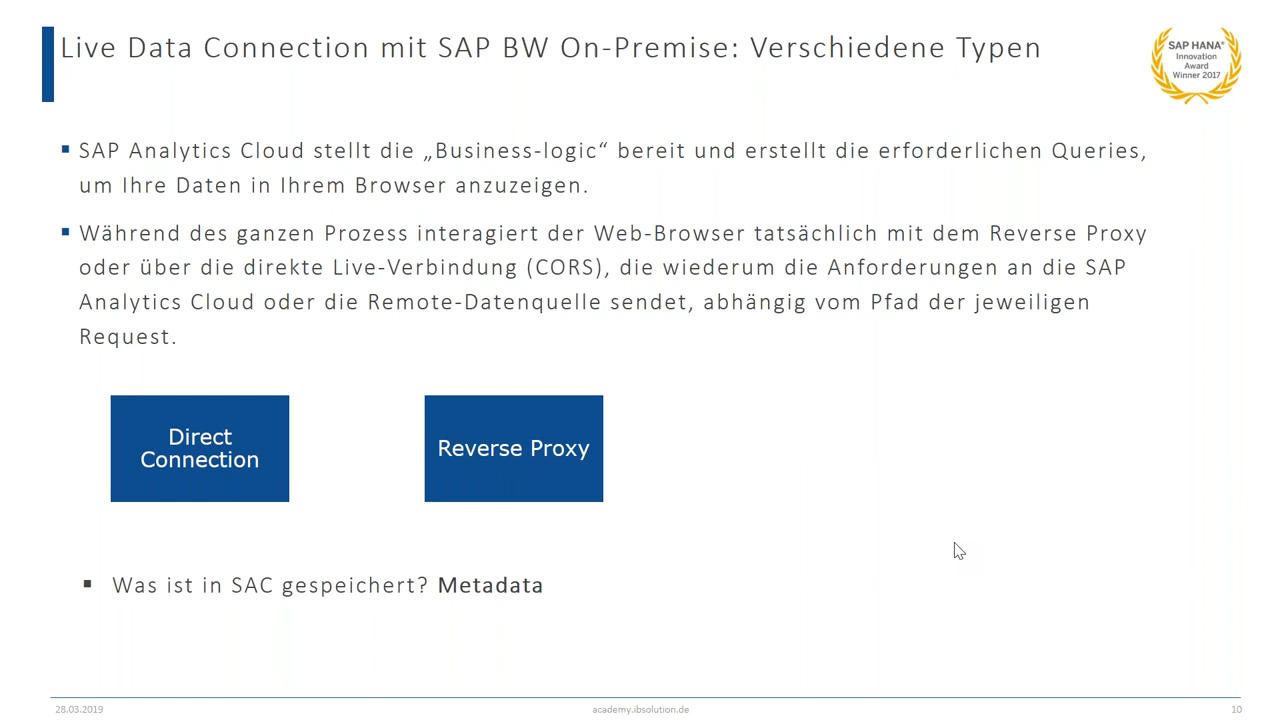 Live Data Connection mit SAP BW On-Premise: Verschiedene Typen
SAP HANA®
Innovation
Award
Winner 2017
▪ SAP Analytics Cloud stellt die „Business-logic“ bereit und erstellt die erforderlichen Queries,
um Ihre Daten in Ihrem Browser anzuzeigen.
▪ Während des ganzen Prozess interagiert der Web-Browser tatsächlich mit dem Reverse Proxy
oder über die direkte Live-Verbindung (CORS), die wiederum die Anforderungen an die SAP
Analytics Cloud oder die Remote-Datenquelle sendet, abhängig vom Pfad der jeweiligen
Request.
Direct
Connection
Reverse Proxy
▪ Was ist in SAC gespeichert? Metadata
28.03.2019
academy.ibsolution.de
10